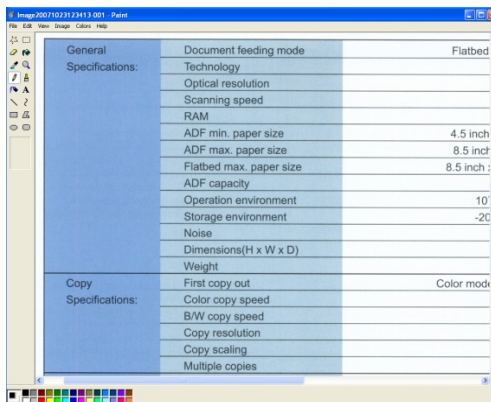 Image20071023123413-001 - Paint
File Edit View Image Colors Help
General Specifications:
Document feeding mode Flatbed
Technology
Optical resolution
Scanning speed
RAM
ADF min. paper size 4.5 inch
ADF max. paper size 8.5 inch
Flatbed max. paper size 8.5 inch
ADF capacity
Operation environment 10
Storage environment -20
Noise
Dimensions(H x W x D)
Weight
Copy Specifications:
First copy out Color mode
Color copy speed
B/W copy speed
Copy resolution
Copy scaling
Multiple copies